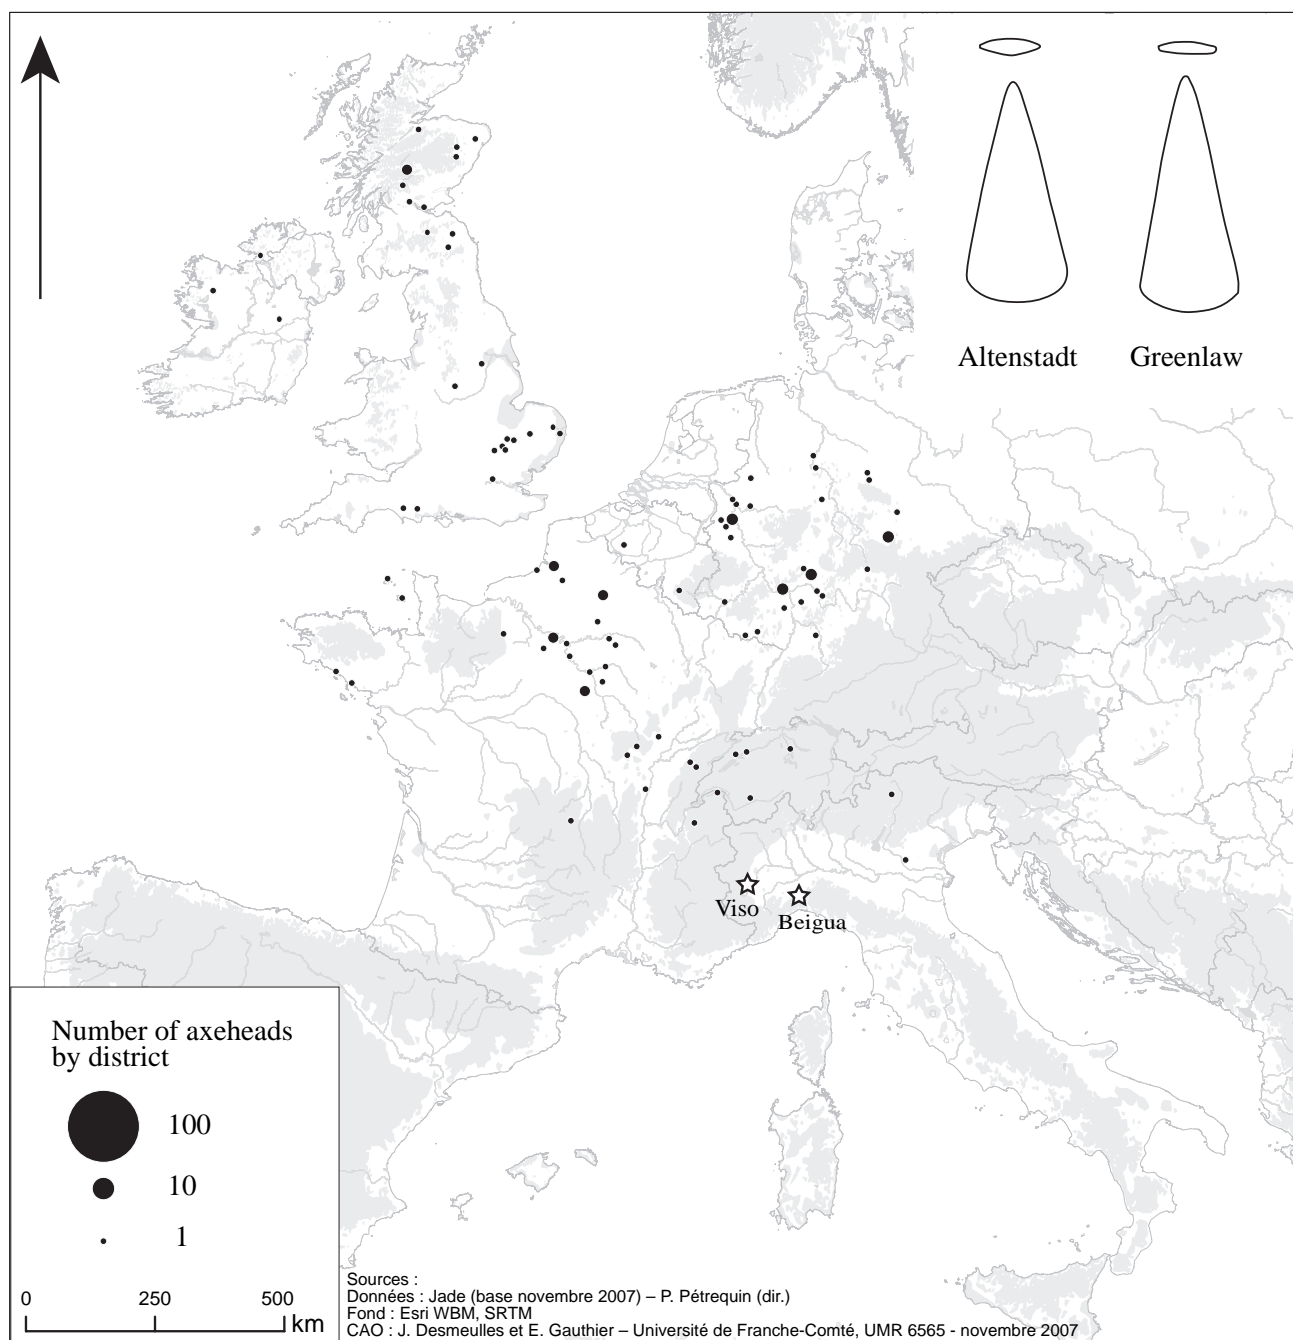 Altenstadt
Greenlaw
Viso
Beigua
Number of axeheads
by district
100
10
1
0 250 500
km
Sources :
Données : Jade (base novembre 2007) – P. Pétrequin (dir.)
Fond : Esri WBM, SRTM
CAO : J. Desmeulles et E. Gauthier – Université de Franche-Comté, UMR 6565 - novembre 2007